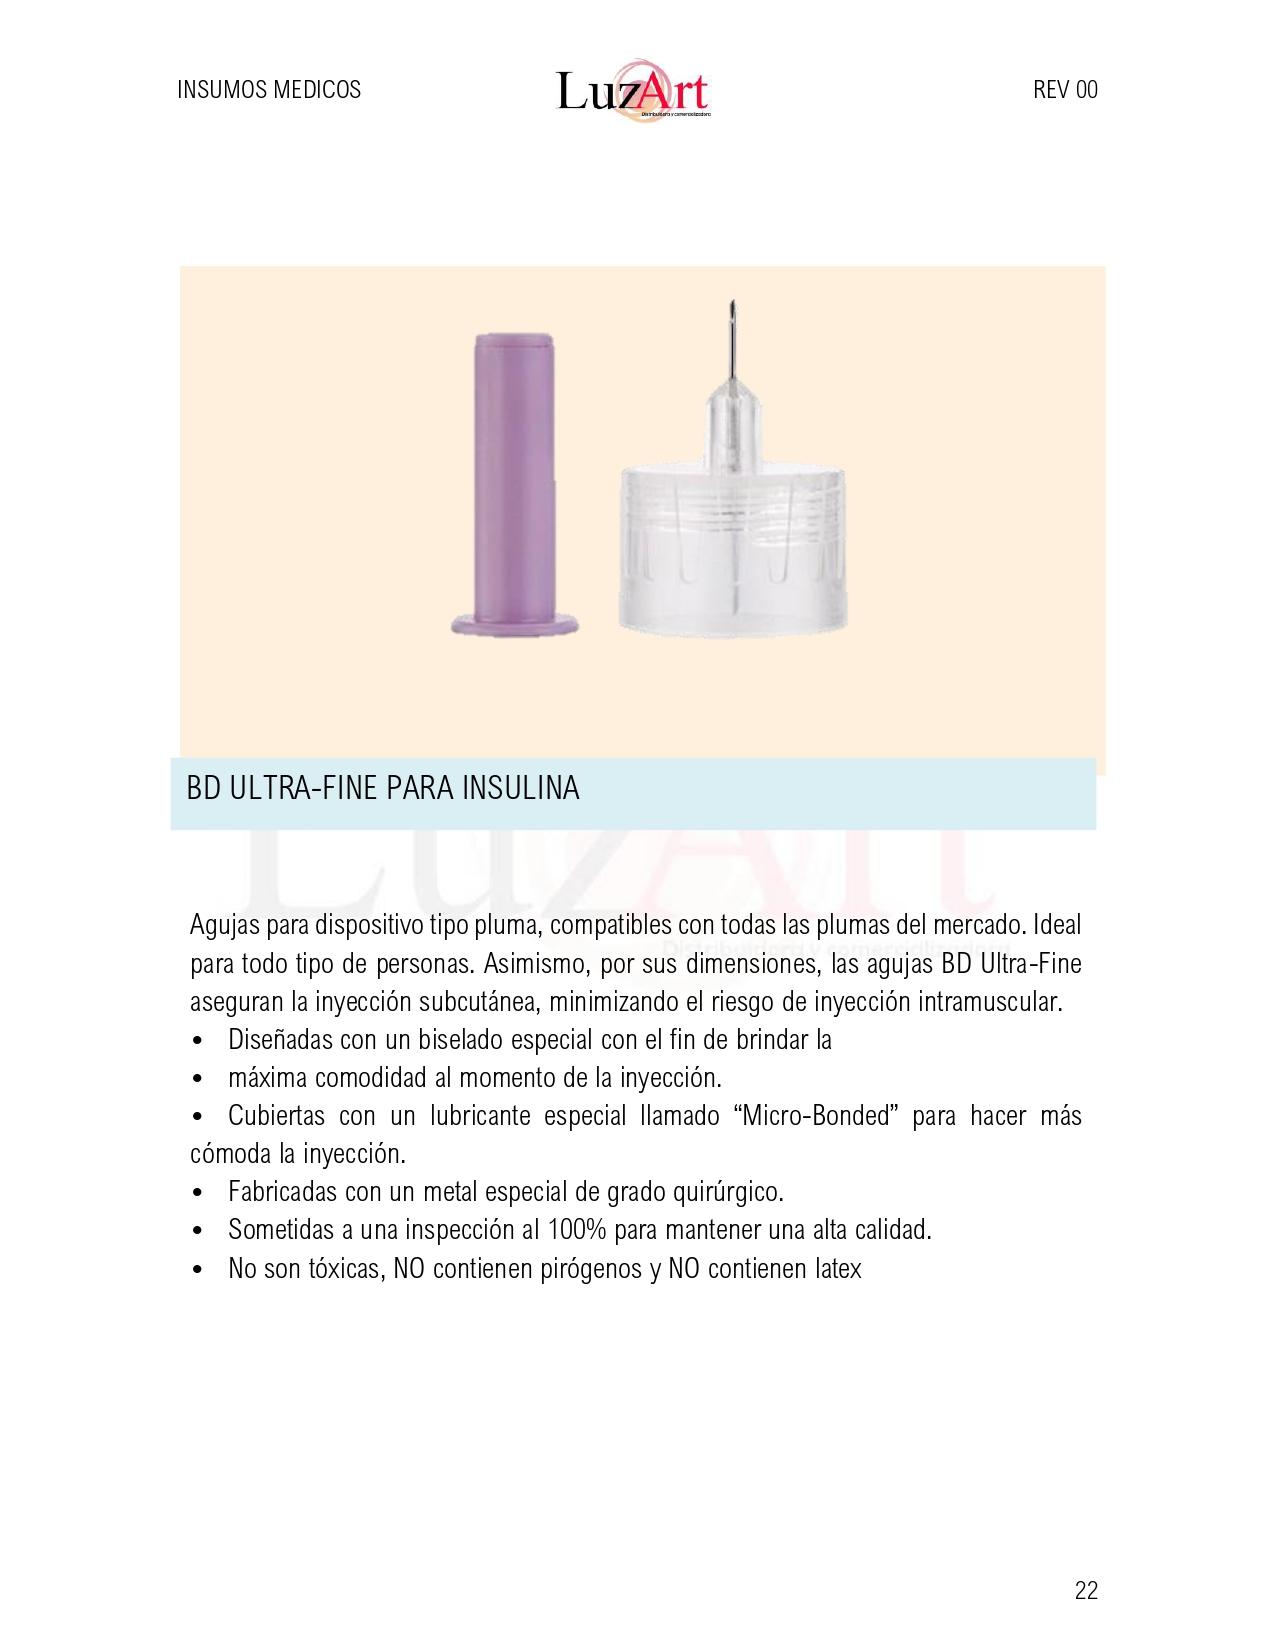 INSUMOS MEDICOS
LuzArt
Distribuidora y comercializadora
REV 00
BD ULTRA-FINE PARA INSULINA
LuzArt
Distribuidora y comercializadora
Agujas para dispositivo tipo pluma, compatibles con todas las plumas del mercado. Ideal
para todo tipo de personas. Asimismo, por sus dimensiones, las agujas BD Ultra-Fine
aseguran la inyección subcutánea, minimizando el riesgo de inyección intramuscular.
• Diseñadas con un biselado especial con el fin de brindar la
• máxima comodidad al momento de la inyección.
• Cubiertas con un lubricante especial llamado “Micro-Bonded” para hacer más
cómoda la inyección.
• Fabricadas con un metal especial de grado quirúrgico.
• Sometidas a una inspección al 100% para mantener una alta calidad.
• No son tóxicas, NO contienen pirógenos y NO contienen latex
22